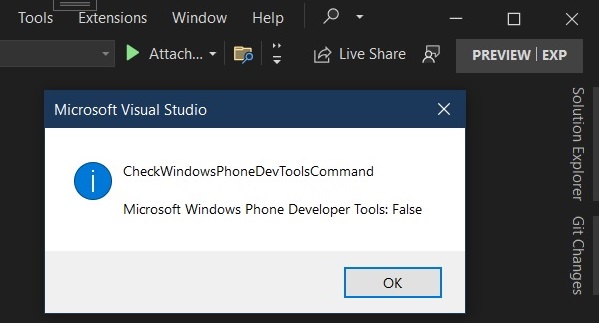 Tools Extensions Window Help
Attach... Live Share PREVIEW EXP
Microsoft Visual Studio
CheckWindowsPhoneDevToolsCommand
Microsoft Windows Phone Developer Tools: False
OK
Solution Explorer
Git Changes